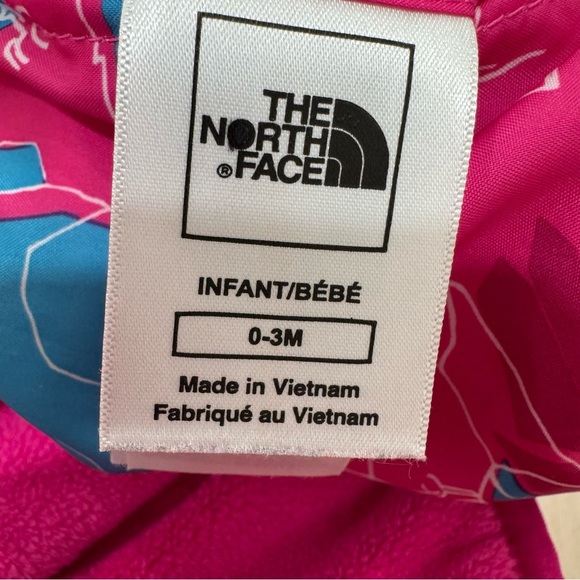 THE
NORTH
® FACE
INFANT/BÉBÉ
0-3M
Made in Vietnam
Fabriqué au Vietnam